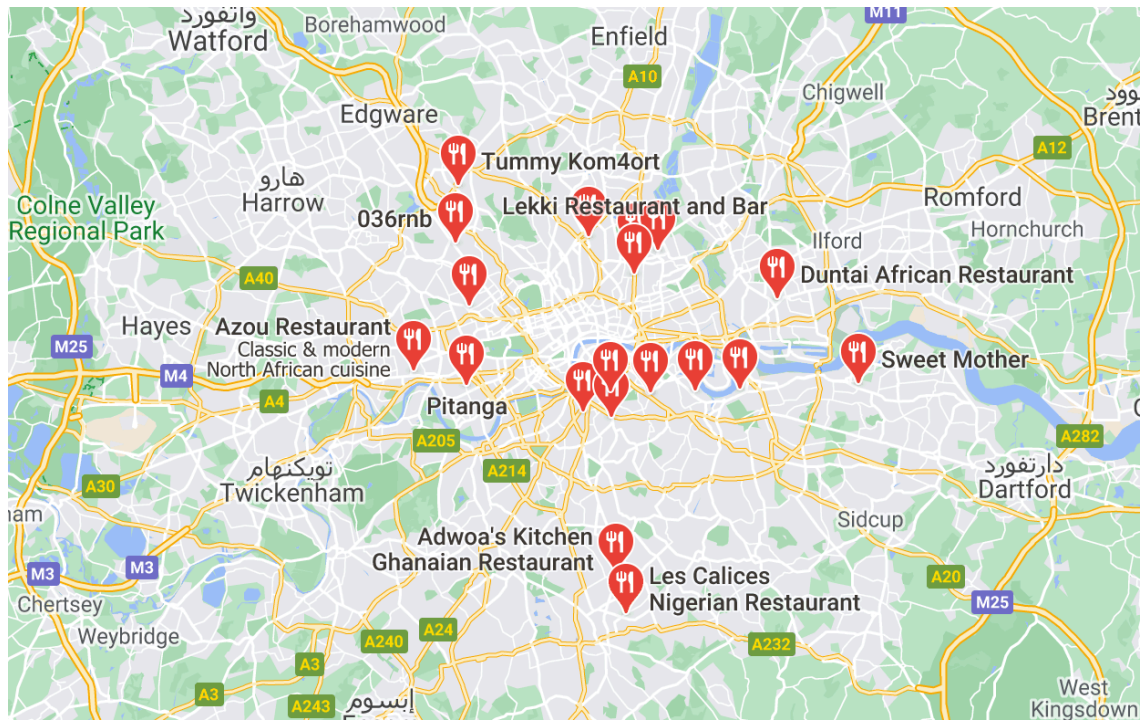 واتفورد
Watford
Borehamwood
Enfield
M11
A10
Chigwell
Edgware
A12
Tummy Kom4ort
هارو
Harrow
Colne Valley
Regional Park
036rnb
Lekki Restaurant and Bar
Romford
Hornchurch
Ilford
A40
Duntai African Restaurant
Hayes
Azou Restaurant
Classic & modern
North African cuisine
M25
M4
A4
Sweet Mother
Pitanga
A205
A282
A214
تويكنهام
Twickenham
A30
دارتفورد
Dartford
Sidcup
Adwoa's Kitchen
Ghanaian Restaurant
M3
M3
Les Calices
Nigerian Restaurant
A20
M25
Chertsey
Weybridge
A24
A240
A232
A3
A3
A243
إبسوم
West
Kingsdown